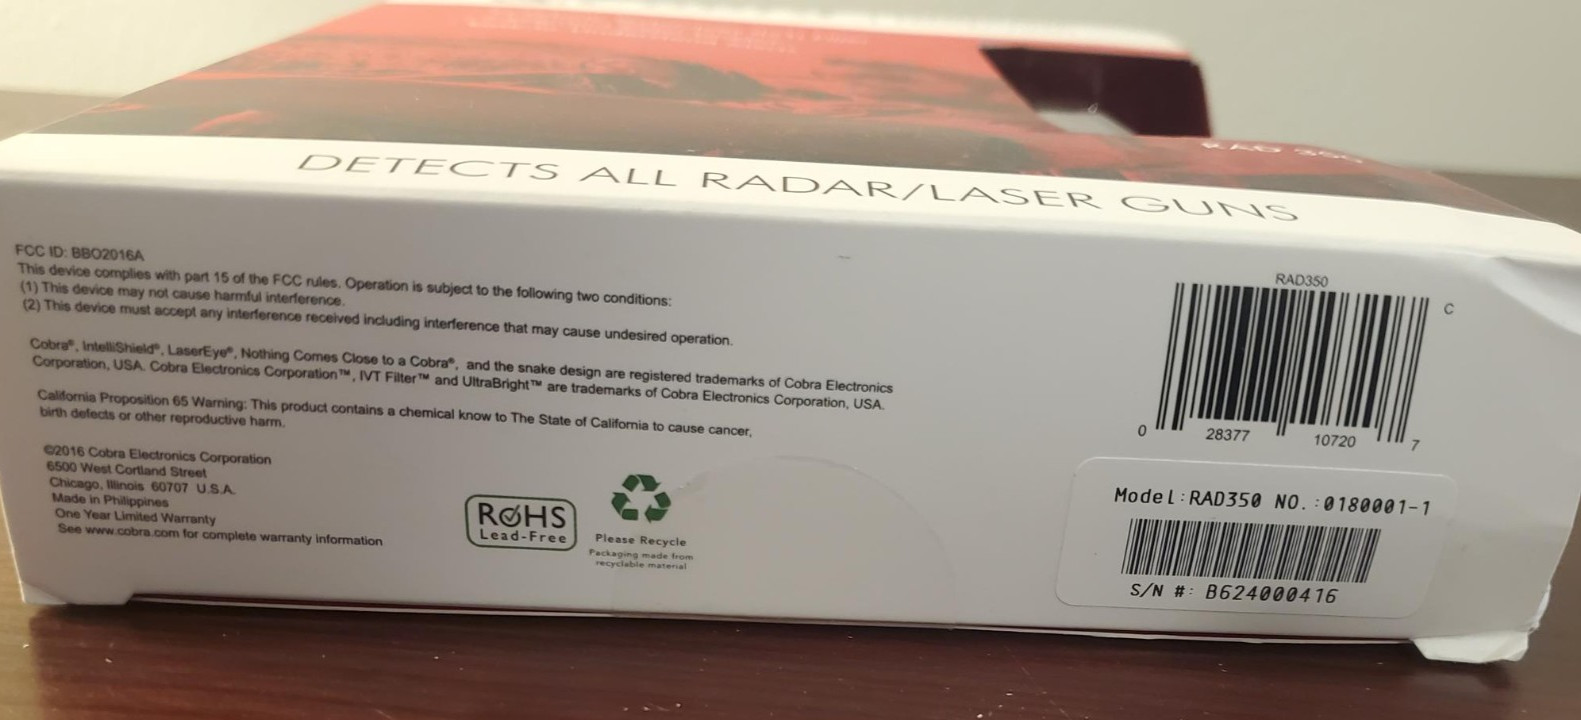 RAD 350
DETECTS ALL RADAR/LASER GUNS
FCC ID: BBO2016A
This device complies with part 15 of the FCC rules. Operation is subject to the following two conditions:
(1) This device may not cause harmful interference.
(2) This device must accept any interference received including interference that may cause undesired operation.
Cobra®, IntelliShield®, LaserEye®, Nothing Comes Close to a Cobra®, and the snake design are registered trademarks of Cobra Electronics
Corporation, USA. Cobra Electronics Corporation™, IVT Filter™ and UltraBright™ are trademarks of Cobra Electronics Corporation, USA.
California Proposition 65 Warning: This product contains a chemical know to The State of California to cause cancer,
birth defects or other reproductive harm.
©2016 Cobra Electronics Corporation
6500 West Cortland Street
Chicago, Illinois 60707 U.S.A.
Made in Philippines
One Year Limited Warranty
See www.cobra.com for complete warranty information
RoHS
Lead-Free
Please Recycle
Packaging made from
recyclable material
RAD350
C
0 28377 10720 7
Model:RAD350 NO.:0180001-1
S/N #: B624000416